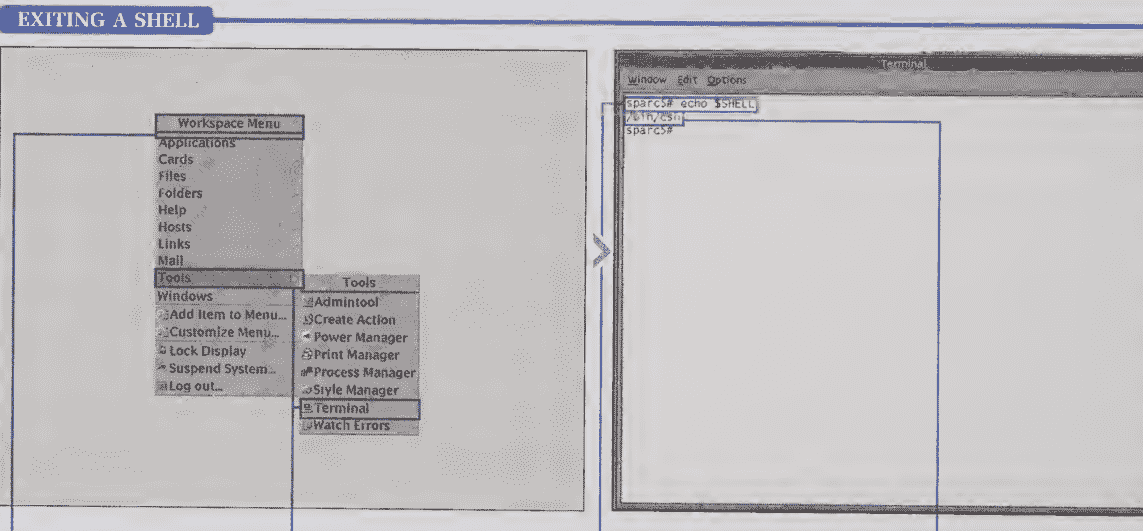 EXITING A SHELL
Workspace Menu
Applications
Cards
Files
Folders
Help
Hosts
Links
Mail
Tools
Windows
Add Item to Menu...
Customize Menu...
Lock Display
Suspend System...
Log out...
Tools
Admintool
Create Action
Power Manager
Print Manager
Process Manager
Style Manager
Terminal
Watch Errors
Terminal
Window Edit Options
sparc5# echo $SHELL
/bin/csh
sparc5#